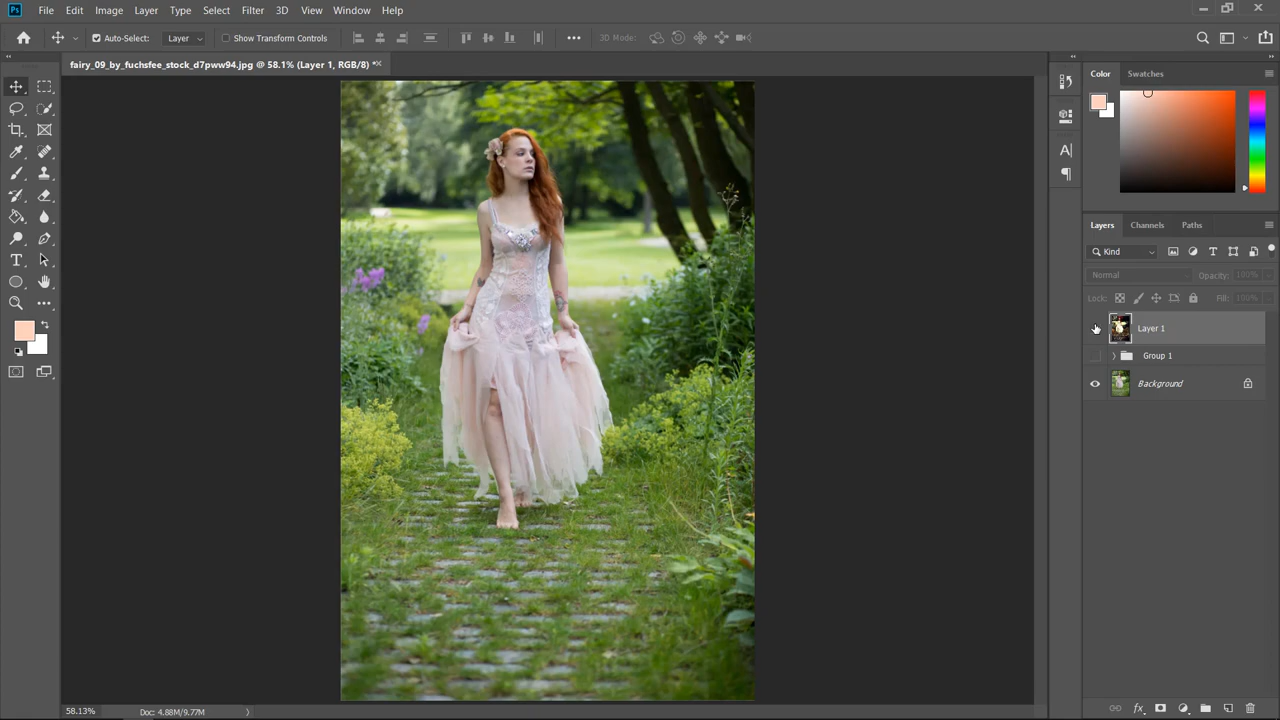 Ps File Edit Image Layer Type Select Filter 3D View Window Help
Auto-Select: Layer Show Transform Controls 3D Mode:
fairy_09_by_fuchsfee_stock_d7pww94.jpg @ 58.1% (Layer 1, RGB/8) *
Color Swatches
Layers Channels Paths
Kind
Normal Opacity: 100%
Lock: Fill: 100%
Layer 1
Group 1
Background
58.13% Doc: 4.88M/9.77M